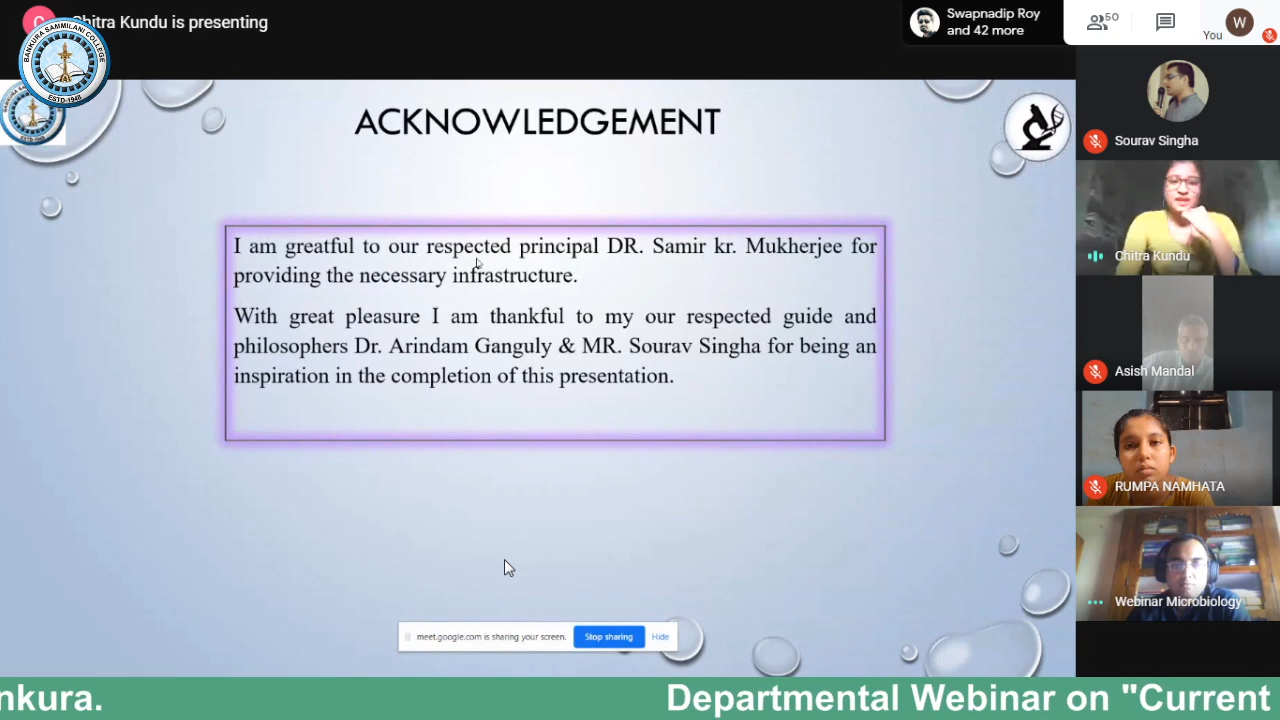 Chitra Kundu is presenting
Swapnadip Roy
and 42 more
50
You
W
BANKURA SAMMILANI COLLEGE
ESTD-1948
ACKNOWLEDGEMENT
I am greatful to our respected principal DR. Samir kr. Mukherjee for
providing the necessary infrastructure.
With great pleasure I am thankful to my our respected guide and
philosophers Dr. Arindam Ganguly & MR. Sourav Singha for being an
inspiration in the completion of this presentation.
meet.google.com is sharing your screen.
Stop sharing
Hide
Sourav Singha
Chitra Kundu
Asish Mandal
RUMPA NAMHATA
Webinar Microbiology
nkura.
Departmental Webinar on "Current